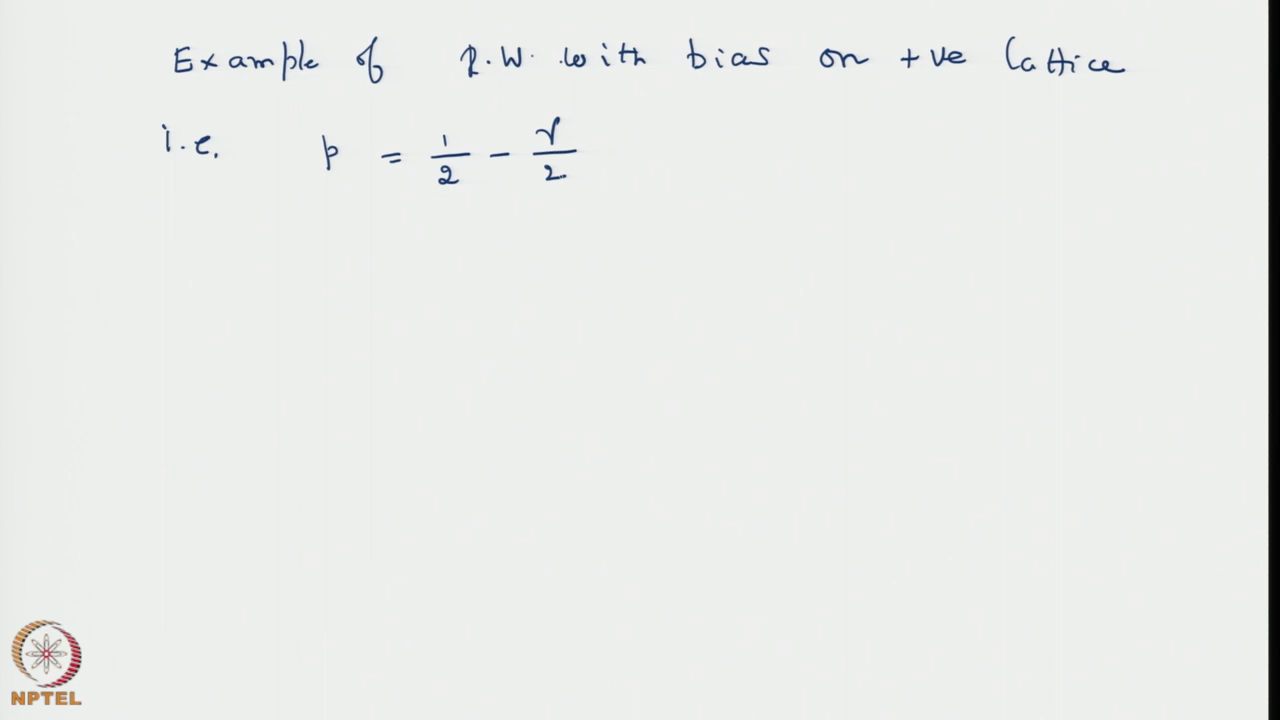 Example of R.W. with bias on +ve lattice
i.e. p = 1/2 - r/2
NPTEL